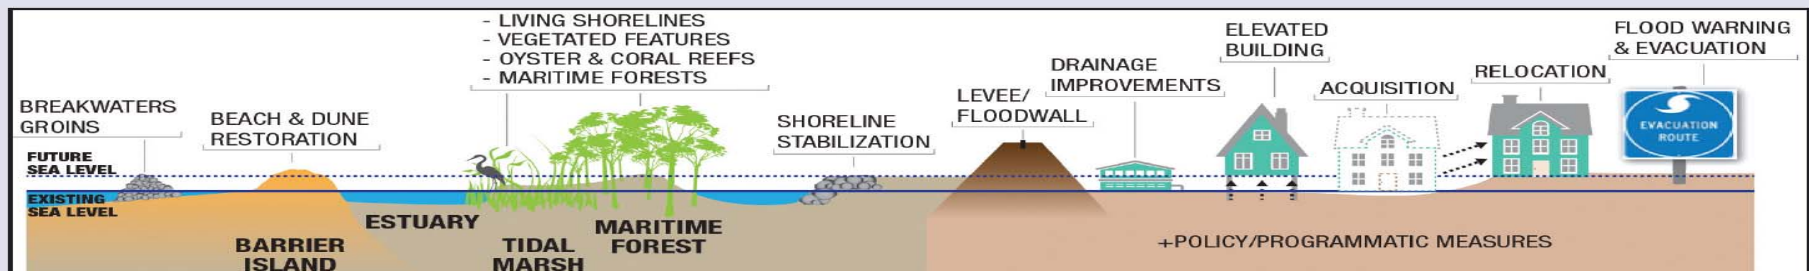 BREAKWATERS
GROINS
BEACH & DUNE
RESTORATION
- LIVING SHORELINES
- VEGETATED FEATURES
- OYSTER & CORAL REEFS
- MARITIME FORESTS
SHORELINE
STABILIZATION
LEVEE/
FLOODWALL
DRAINAGE
IMPROVEMENTS
ELEVATED
BUILDING
ACQUISITION
RELOCATION
FLOOD WARNING
& EVACUATION
EVACUATION
ROUTE
FUTURE
SEA LEVEL
EXISTING
SEA LEVEL
BARRIER
ISLAND
ESTUARY
TIDAL
MARSH
MARITIME
FOREST
+POLICY/PROGRAMMATIC MEASURES